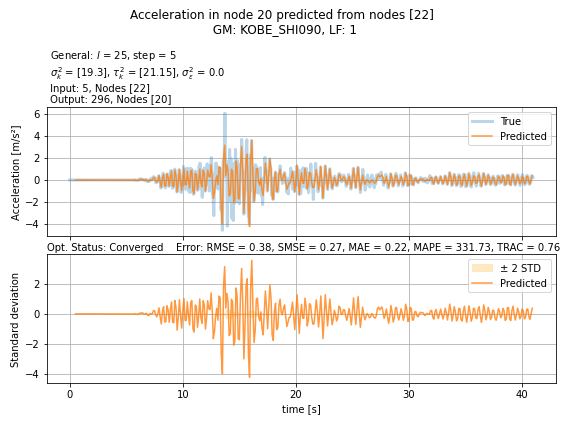 Acceleration in node 20 predicted from nodes [22]
GM: KOBE_SHI090, LF: 1
General: l = 25, step = 5
σ²ₖ = [19.3], τ²ₖ = [21.15], σ²ε = 0.0
Input: 5, Nodes [22]
Output: 296, Nodes [20]
Acceleration [m/s²]
6
4
2
0
−2
−4
True
Predicted
Opt. Status: Converged Error: RMSE = 0.38, SMSE = 0.27, MAE = 0.22, MAPE = 331.73, TRAC = 0.76
Standard deviation
2
0
−2
−4
± 2 STD
Predicted
0 10 20 30 40
time [s]